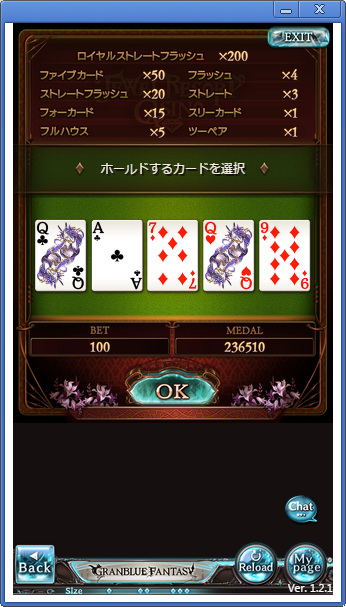 EXIT
ロイヤルストレートフラッシュ ×200
ファイブカード ×50 フラッシュ ×4
ストレートフラッシュ ×20 ストレート ×3
フォーカード ×15 スリーカード ×1
フルハウス ×5 ツーペア ×1
ホールドするカードを選択
Q A 7 Q 9
Q A 7 Q 9
BET MEDAL
100 236510
OK
Chat
Back GRANBLUE FANTASY Reload My page
Size Ver. 1.2.1